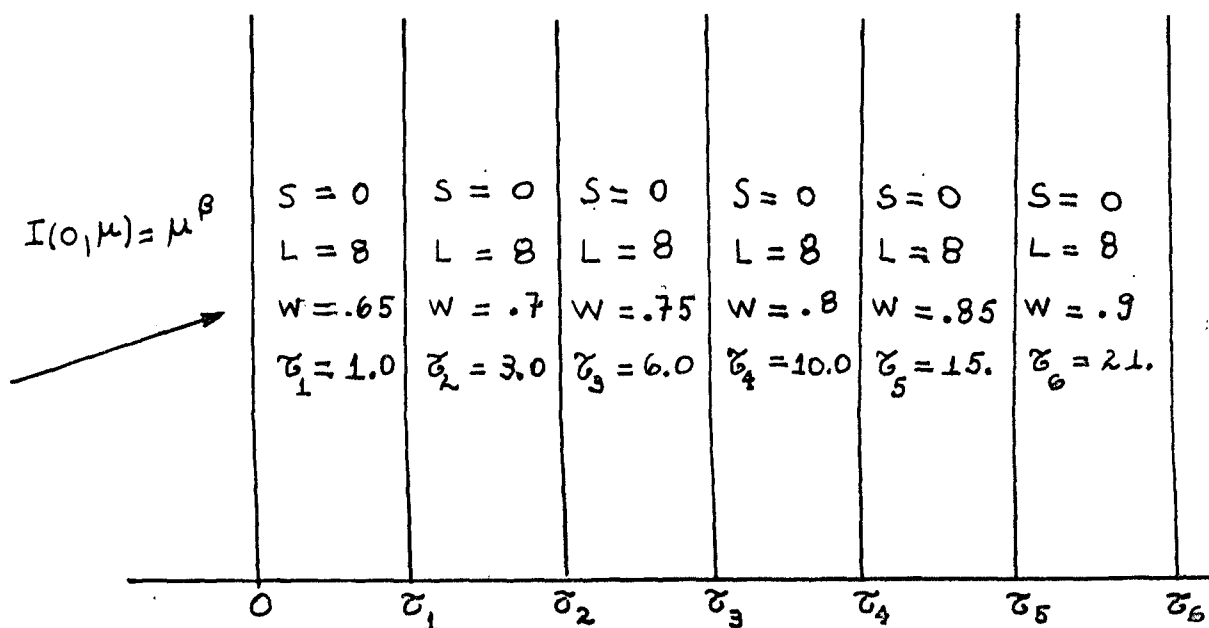 S = 0 S = 0 S = 0 S = 0 S = 0 S = 0
I(0,μ) = μ^β
L = 8 L = 8 L = 8 L = 8 L = 8 L = 8
W = .65 W = .7 W = .75 W = .8 W = .85 W = .9
τ₁ = 1.0 τ₂ = 3.0 τ₃ = 6.0 τ₄ = 10.0 τ₅ = 15. τ₆ = 21.
0 τ₁ τ₂ τ₃ τ₄ τ₅ τ₆